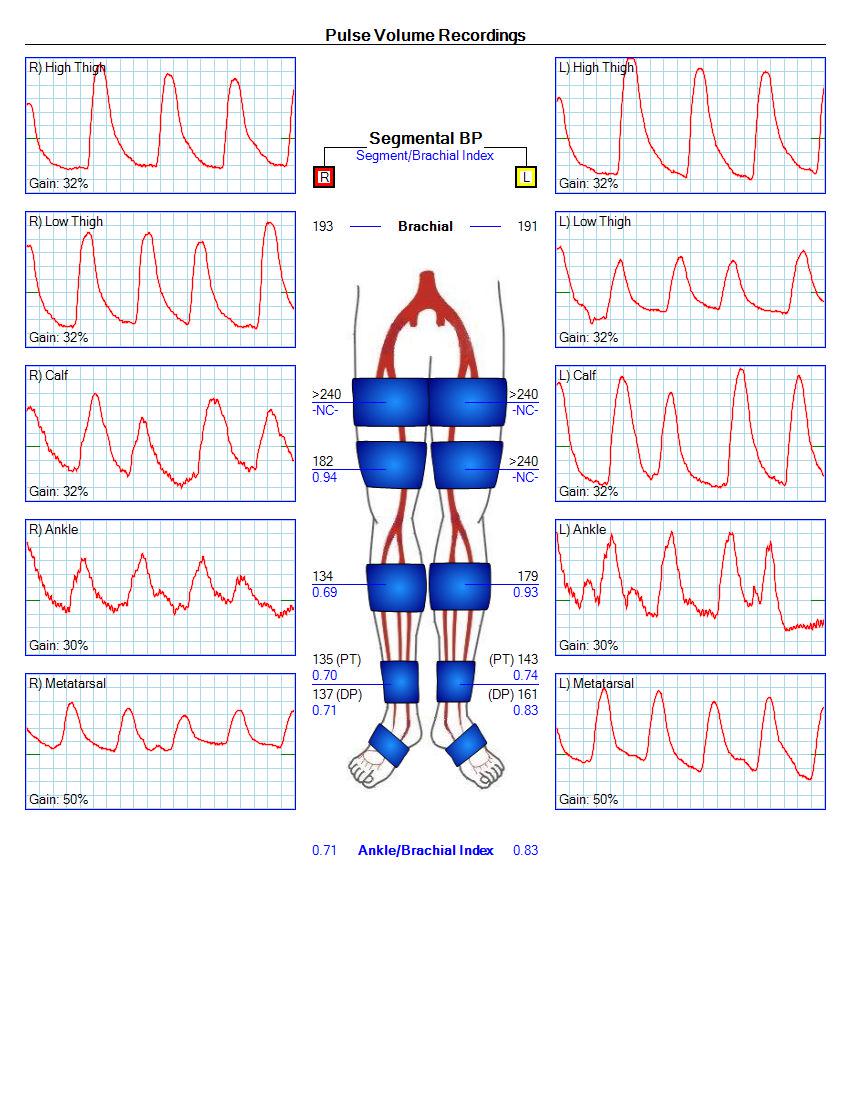 Pulse Volume Recordings
R) High Thigh
Gain: 32%
R) Low Thigh
Gain: 32%
R) Calf
Gain: 32%
R) Ankle
Gain: 30%
R) Metatarsal
Gain: 50%
Segmental BP
Segment/Brachial Index
R L
193 Brachial 191
>240 >240
-NC- -NC-
182 >240
0.94 -NC-
134 179
0.69 0.93
135 (PT) (PT) 143
0.70 0.74
137 (DP) (DP) 161
0.71 0.83
0.71 Ankle/Brachial Index 0.83
L) High Thigh
Gain: 32%
L) Low Thigh
Gain: 32%
L) Calf
Gain: 32%
L) Ankle
Gain: 30%
L) Metatarsal
Gain: 50%